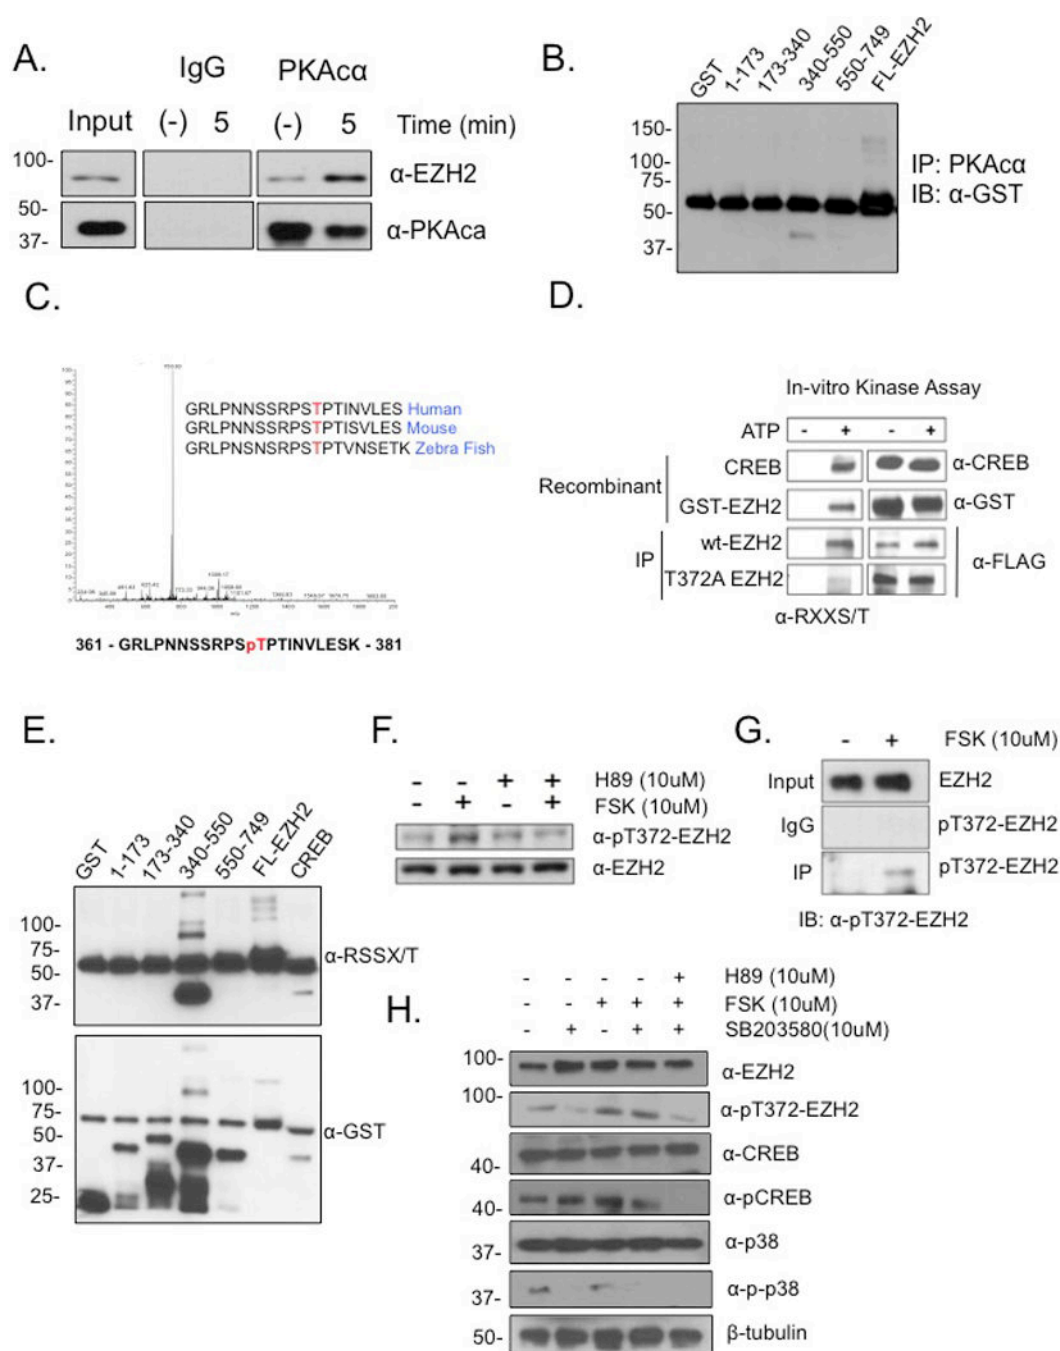 A.
IgG PKAcα
Input (-) 5 (-) 5 Time (min)
100-
α-EZH2
50-
37-
α-PKAca
B.
GST 1-173 173-340 340-550 550-749 FL-EZH2
150-
100-
75-
50-
37-
IP: PKAcα
IB: α-GST
C.
GRLPNNSSRPSTPTINVLES Human
GRLPNNSSRPSTPTISVLES Mouse
GRLPNSNSRPSTPTVNSETK Zebra Fish
361 - GRLPNNSSRPSpTPTINVLESK - 381
D.
In-vitro Kinase Assay
ATP - + - +
Recombinant
CREB α-CREB
GST-EZH2 α-GST
IP
wt-EZH2
T372A EZH2
α-FLAG
α-RXXS/T
E.
GST 1-173 173-340 340-550 550-749 FL-EZH2 CREB
100-
75-
50-
37-
α-RSSX/T
100-
75-
50-
37-
25-
α-GST
F.
- - + + H89 (10uM)
- + - + FSK (10uM)
α-pT372-EZH2
α-EZH2
G.
- + FSK (10uM)
Input EZH2
IgG pT372-EZH2
IP pT372-EZH2
IB: α-pT372-EZH2
H.
- - - - + H89 (10uM)
- - + + + FSK (10uM)
- + - + + SB203580(10uM)
100- α-EZH2
100- α-pT372-EZH2
40- α-CREB
40- α-pCREB
37- α-p38
37- α-p-p38
50- β-tubulin